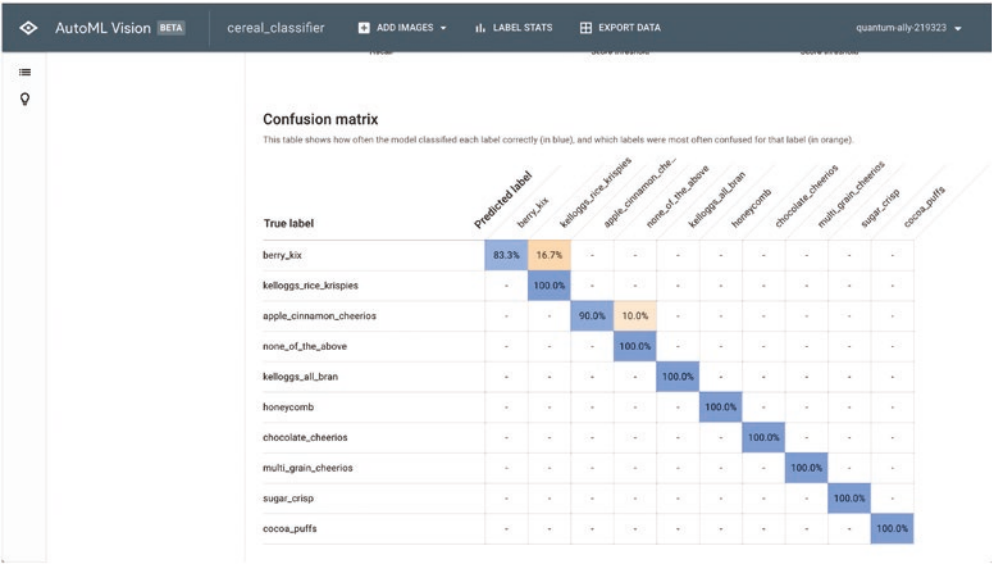 AutoML Vision BETA cereal_classifier ADD IMAGES LABEL STATS EXPORT DATA quantum-ally-219323
Confusion matrix
This table shows how often the model classified each label correctly (in blue), and which labels were most often confused for that label (in orange).
True label Predicted label berry_kix kelloggs_rice_krispies apple_cinnamon_che... none_of_the_above kelloggs_all_bran honeycomb chocolate_cheerios multi_grain_cheerios sugar_crisp cocoa_puffs
berry_kix 83.3% 16.7% - - - - - - - -
kelloggs_rice_krispies - 100.0% - - - - - - - -
apple_cinnamon_cheerios - - 90.0% 10.0% - - - - - -
none_of_the_above - - - 100.0% - - - - - -
kelloggs_all_bran - - - - 100.0% - - - - -
honeycomb - - - - - 100.0% - - - -
chocolate_cheerios - - - - - - 100.0% - - -
multi_grain_cheerios - - - - - - - 100.0% - -
sugar_crisp - - - - - - - - 100.0% -
cocoa_puffs - - - - - - - - - 100.0%